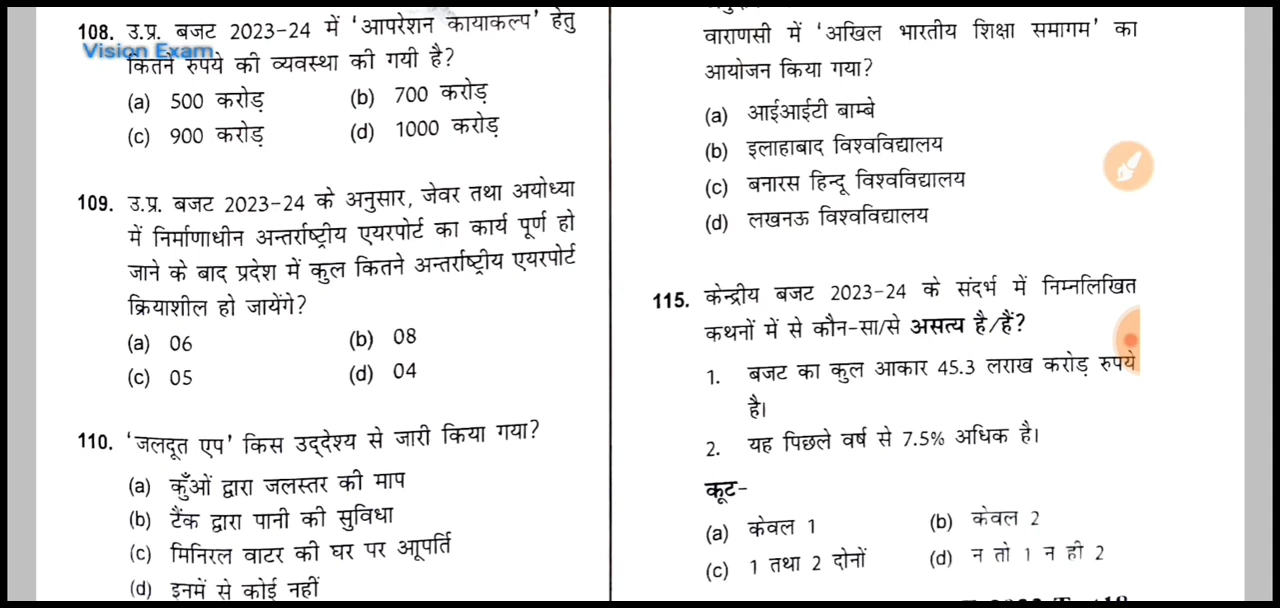 108. उ.प्र. बजट 2023-24 में 'आपरेशन कायाकल्प' हेतु
Vision Exam
कितने रुपये की व्यवस्था की गयी है?
(a) 500 करोड़ (b) 700 करोड़
(c) 900 करोड़ (d) 1000 करोड़
109. उ.प्र. बजट 2023-24 के अनुसार, जेवर तथा अयोध्या
में निर्माणाधीन अन्तर्राष्ट्रीय एयरपोर्ट का कार्य पूर्ण हो
जाने के बाद प्रदेश में कुल कितने अन्तर्राष्ट्रीय एयरपोर्ट
क्रियाशील हो जायेंगे?
(a) 06 (b) 08
(c) 05 (d) 04
110. 'जलदूत एप' किस उद्देश्य से जारी किया गया?
(a) कुँओं द्वारा जलस्तर की माप
(b) टैंक द्वारा पानी की सुविधा
(c) मिनिरल वाटर की घर पर आूपर्ति
(d) इनमें से कोई नहीं
वाराणसी में 'अखिल भारतीय शिक्षा समागम' का
आयोजन किया गया?
(a) आईआईटी बाम्बे
(b) इलाहाबाद विश्वविद्यालय
(c) बनारस हिन्दू विश्वविद्यालय
(d) लखनऊ विश्वविद्यालय
115. केन्द्रीय बजट 2023-24 के संदर्भ में निम्नलिखित
कथनों में से कौन-सा/से असत्य है/हैं?
1. बजट का कुल आकार 45.3 लराख करोड़ रुपये
है।
2. यह पिछले वर्ष से 7.5% अधिक है।
कूट-
(a) केवल 1 (b) केवल 2
(c) 1 तथा 2 दोनों (d) न तो 1 न ही 2